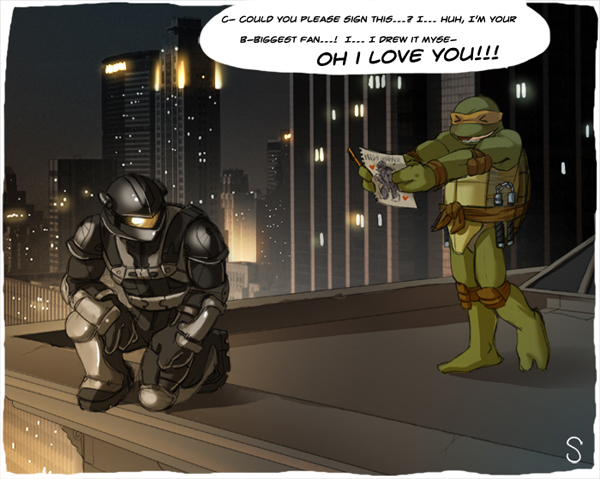 C- COULD YOU PLEASE SIGN THIS...? I... HUH, I'M YOUR
B-BIGGEST FAN...! I... I DREW IT MYSE-
OH I LOVE YOU!!!
S